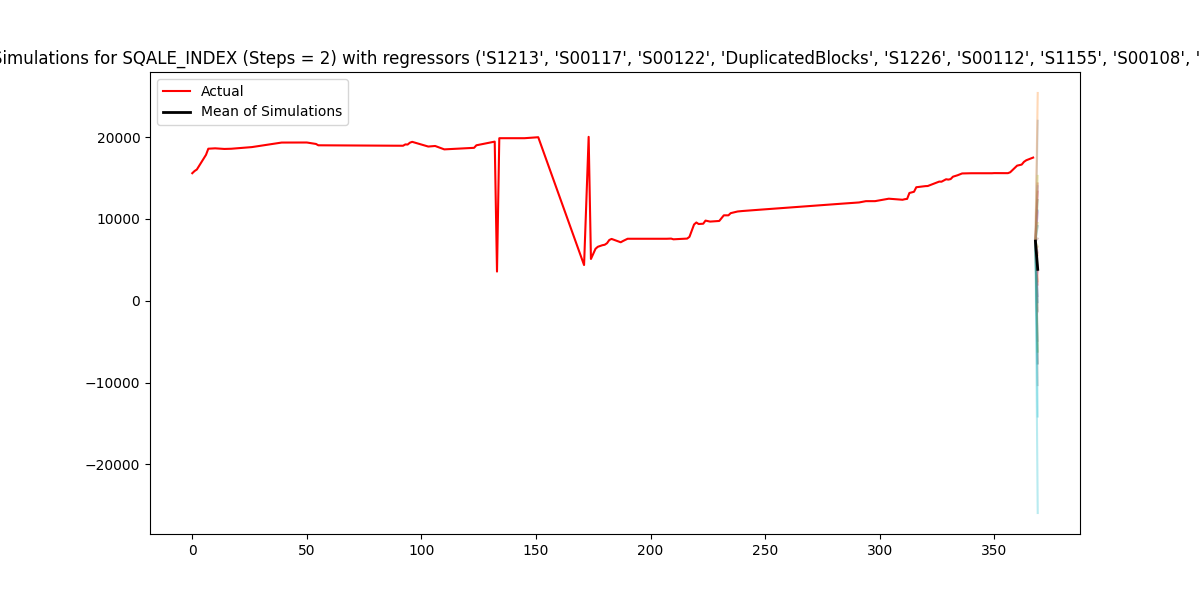 Simulations for SQALE_INDEX (Steps = 2) with regressors ('S1213', 'S00117', 'S00122', 'DuplicatedBlocks', 'S1226', 'S00112', 'S1155', 'S00108', '
Actual
Mean of Simulations
20000
10000
0
−10000
−20000
0 50 100 150 200 250 300 350